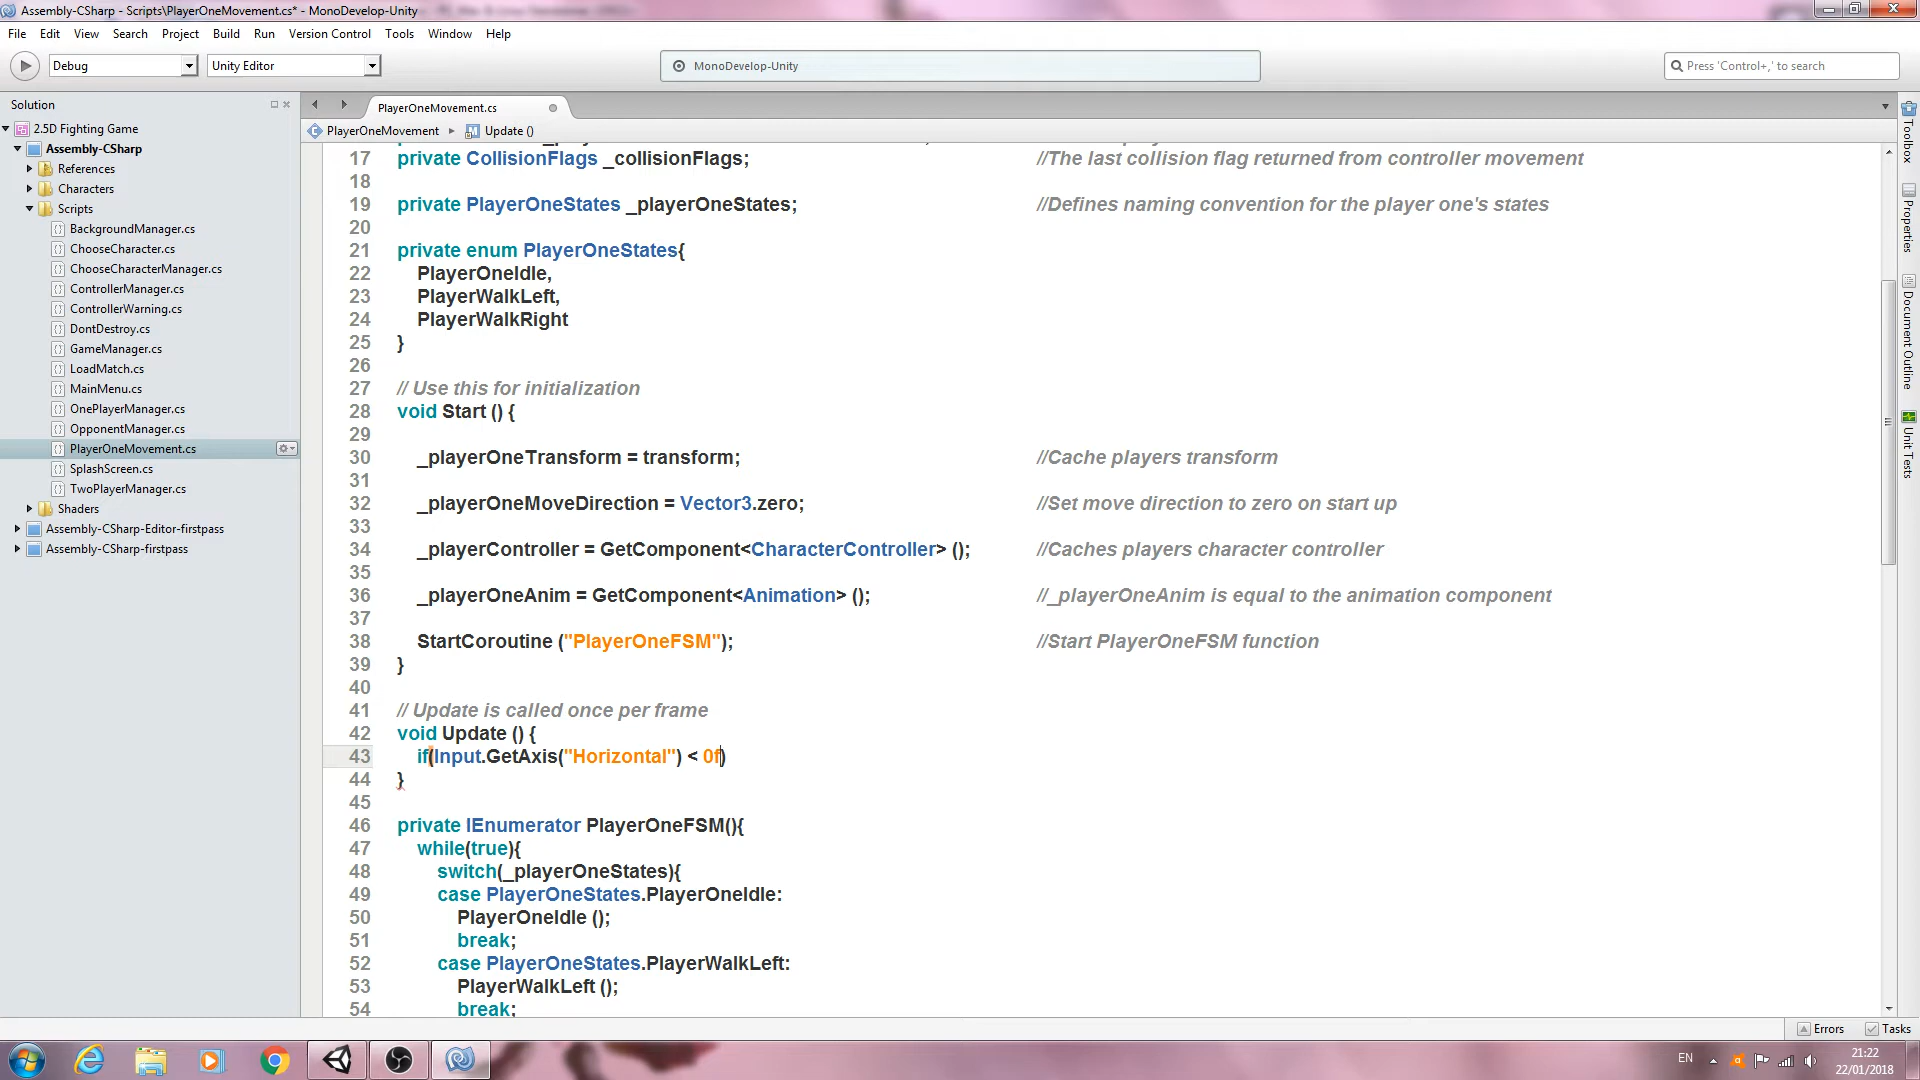 Assembly-CSharp - Scripts\PlayerOneMovement.cs* - MonoDevelop-Unity
File Edit View Search Project Build Run Version Control Tools Window Help
Debug Unity Editor MonoDevelop-Unity Press 'Control+,' to search
Solution
2.5D Fighting Game
Assembly-CSharp
References
Characters
Scripts
BackgroundManager.cs
ChooseCharacter.cs
ChooseCharacterManager.cs
ControllerManager.cs
ControllerWarning.cs
DontDestroy.cs
GameManager.cs
LoadMatch.cs
MainMenu.cs
OnePlayerManager.cs
OpponentManager.cs
PlayerOneMovement.cs
SplashScreen.cs
TwoPlayerManager.cs
Shaders
Assembly-CSharp-Editor-firstpass
Assembly-CSharp-firstpass
PlayerOneMovement.cs
PlayerOneMovement Update ()
17 private CollisionFlags _collisionFlags; //The last collision flag returned from controller movement
18
19 private PlayerOneStates _playerOneStates; //Defines naming convention for the player one's states
20
21 private enum PlayerOneStates{
22 PlayerOneIdle,
23 PlayerWalkLeft,
24 PlayerWalkRight
25 }
26
27 // Use this for initialization
28 void Start () {
29
30 _playerOneTransform = transform; //Cache players transform
31
32 _playerOneMoveDirection = Vector3.zero; //Set move direction to zero on start up
33
34 _playerController = GetComponent<CharacterController> (); //Caches players character controller
35
36 _playerOneAnim = GetComponent<Animation> (); //_playerOneAnim is equal to the animation component
37
38 StartCoroutine ("PlayerOneFSM"); //Start PlayerOneFSM function
39 }
40
41 // Update is called once per frame
42 void Update () {
43 if(Input.GetAxis("Horizontal") < 0f)
44 }
45
46 private IEnumerator PlayerOneFSM(){
47 while(true){
48 switch(_playerOneStates){
49 case PlayerOneStates.PlayerOneIdle:
50 PlayerOneIdle ();
51 break;
52 case PlayerOneStates.PlayerWalkLeft:
53 PlayerWalkLeft ();
54 break;
Toolbox
Properties
Document Outline
Unit Tests
Errors Tasks
EN
21:22
22/01/2018